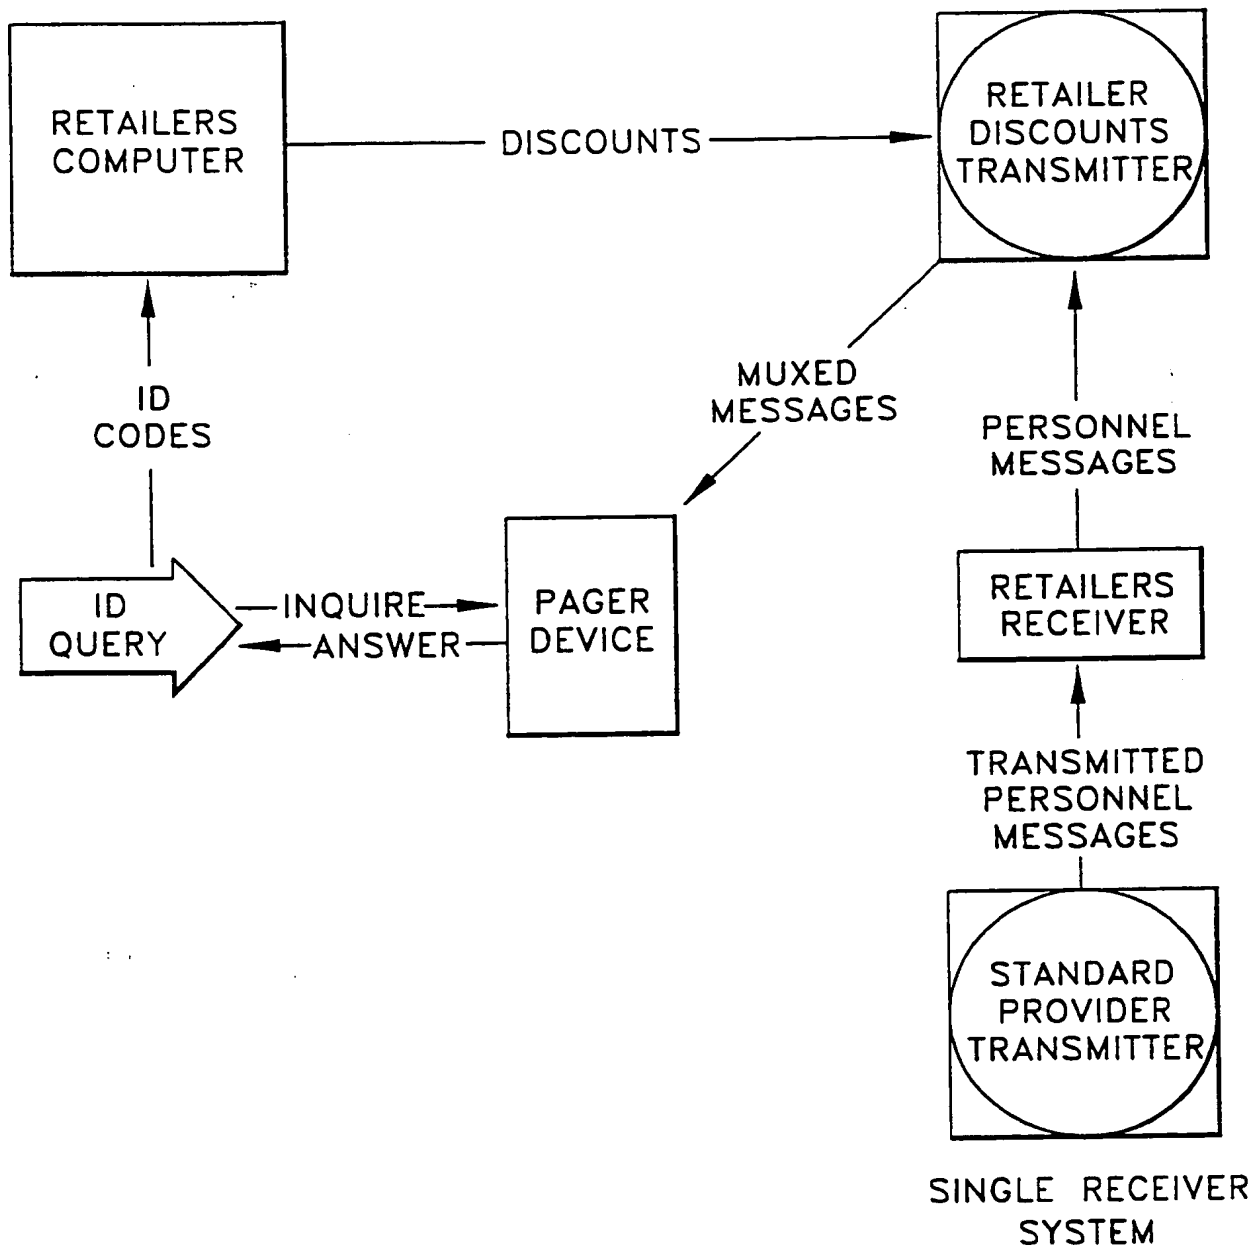 RETAILERS
COMPUTER
DISCOUNTS
RETAILER
DISCOUNTS
TRANSMITTER
MUXED
MESSAGES
ID
CODES
PERSONNEL
MESSAGES
ID
QUERY
INQUIRE
ANSWER
PAGER
DEVICE
RETAILERS
RECEIVER
TRANSMITTED
PERSONNEL
MESSAGES
STANDARD
PROVIDER
TRANSMITTER
SINGLE RECEIVER
SYSTEM